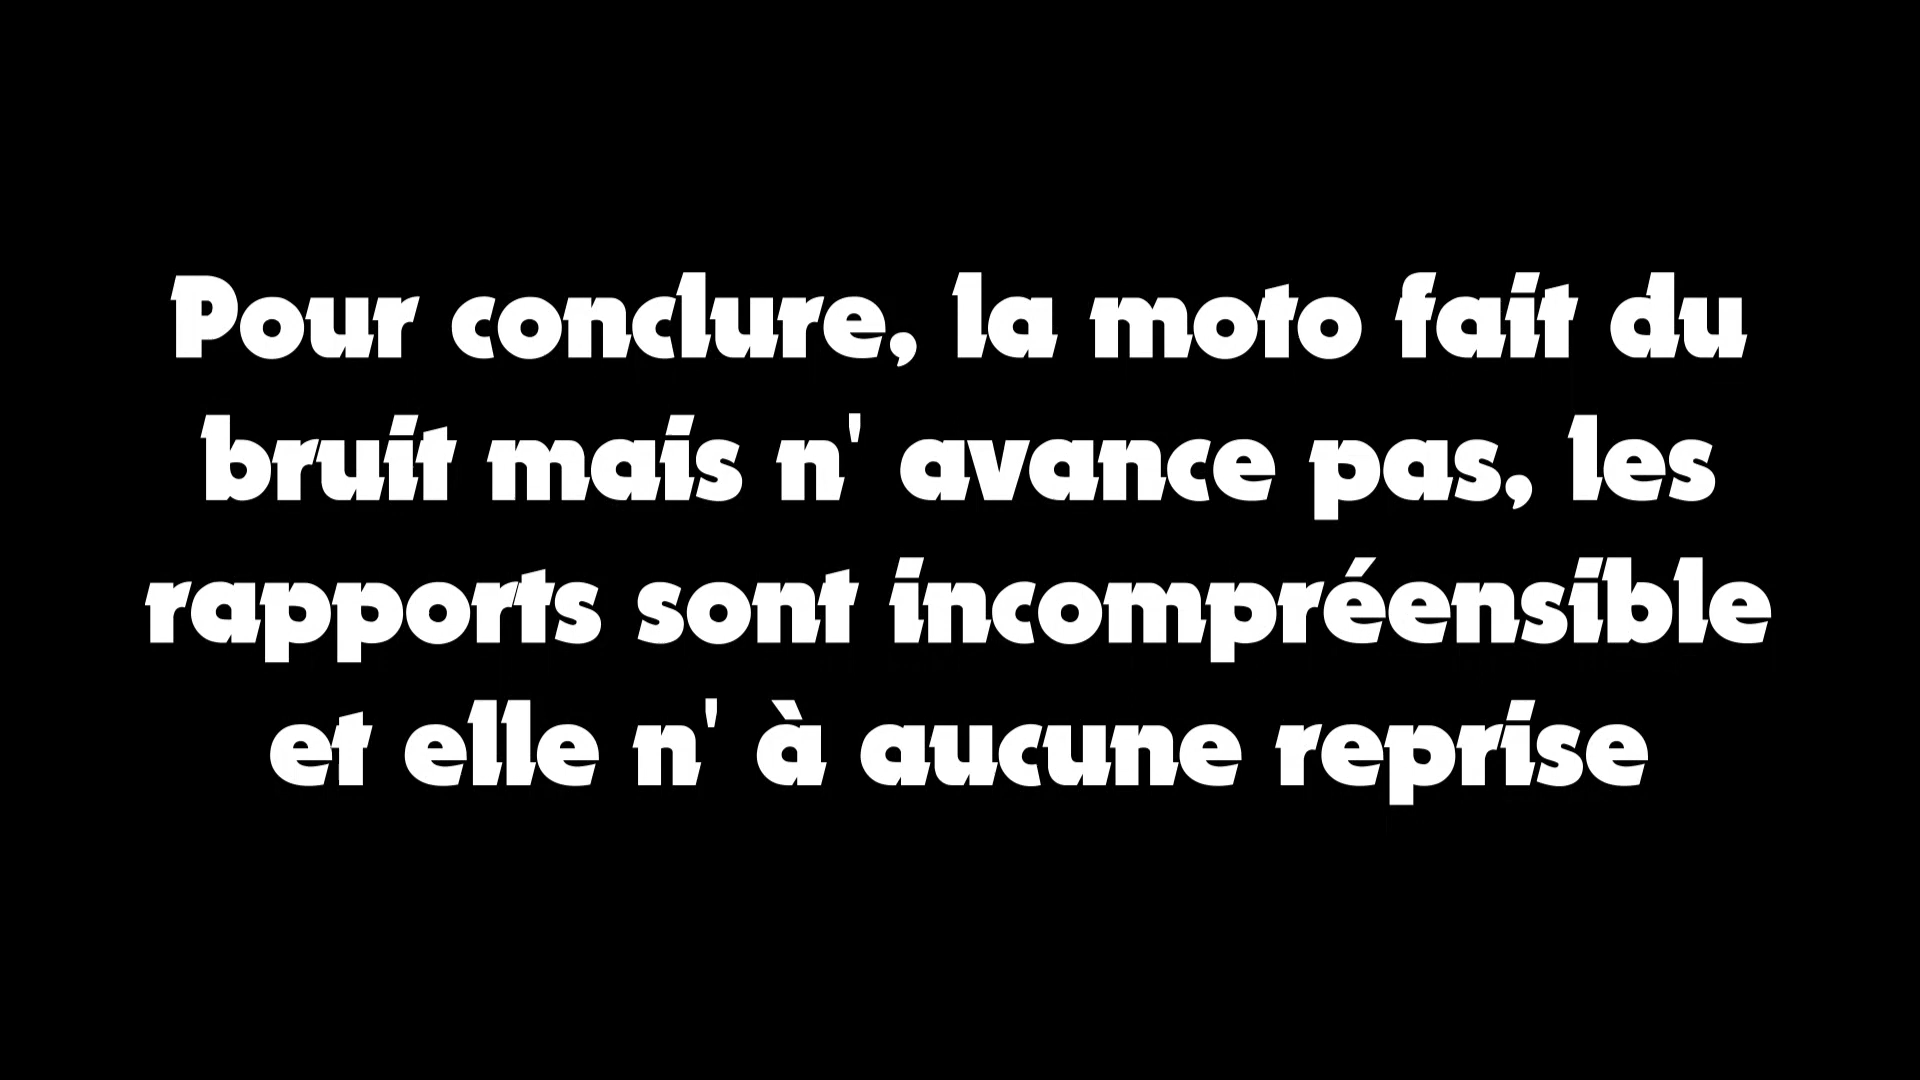 Pour conclure, la moto fait du
bruit mais n' avance pas, les
rapports sont incompréensible
et elle n' à aucune reprise